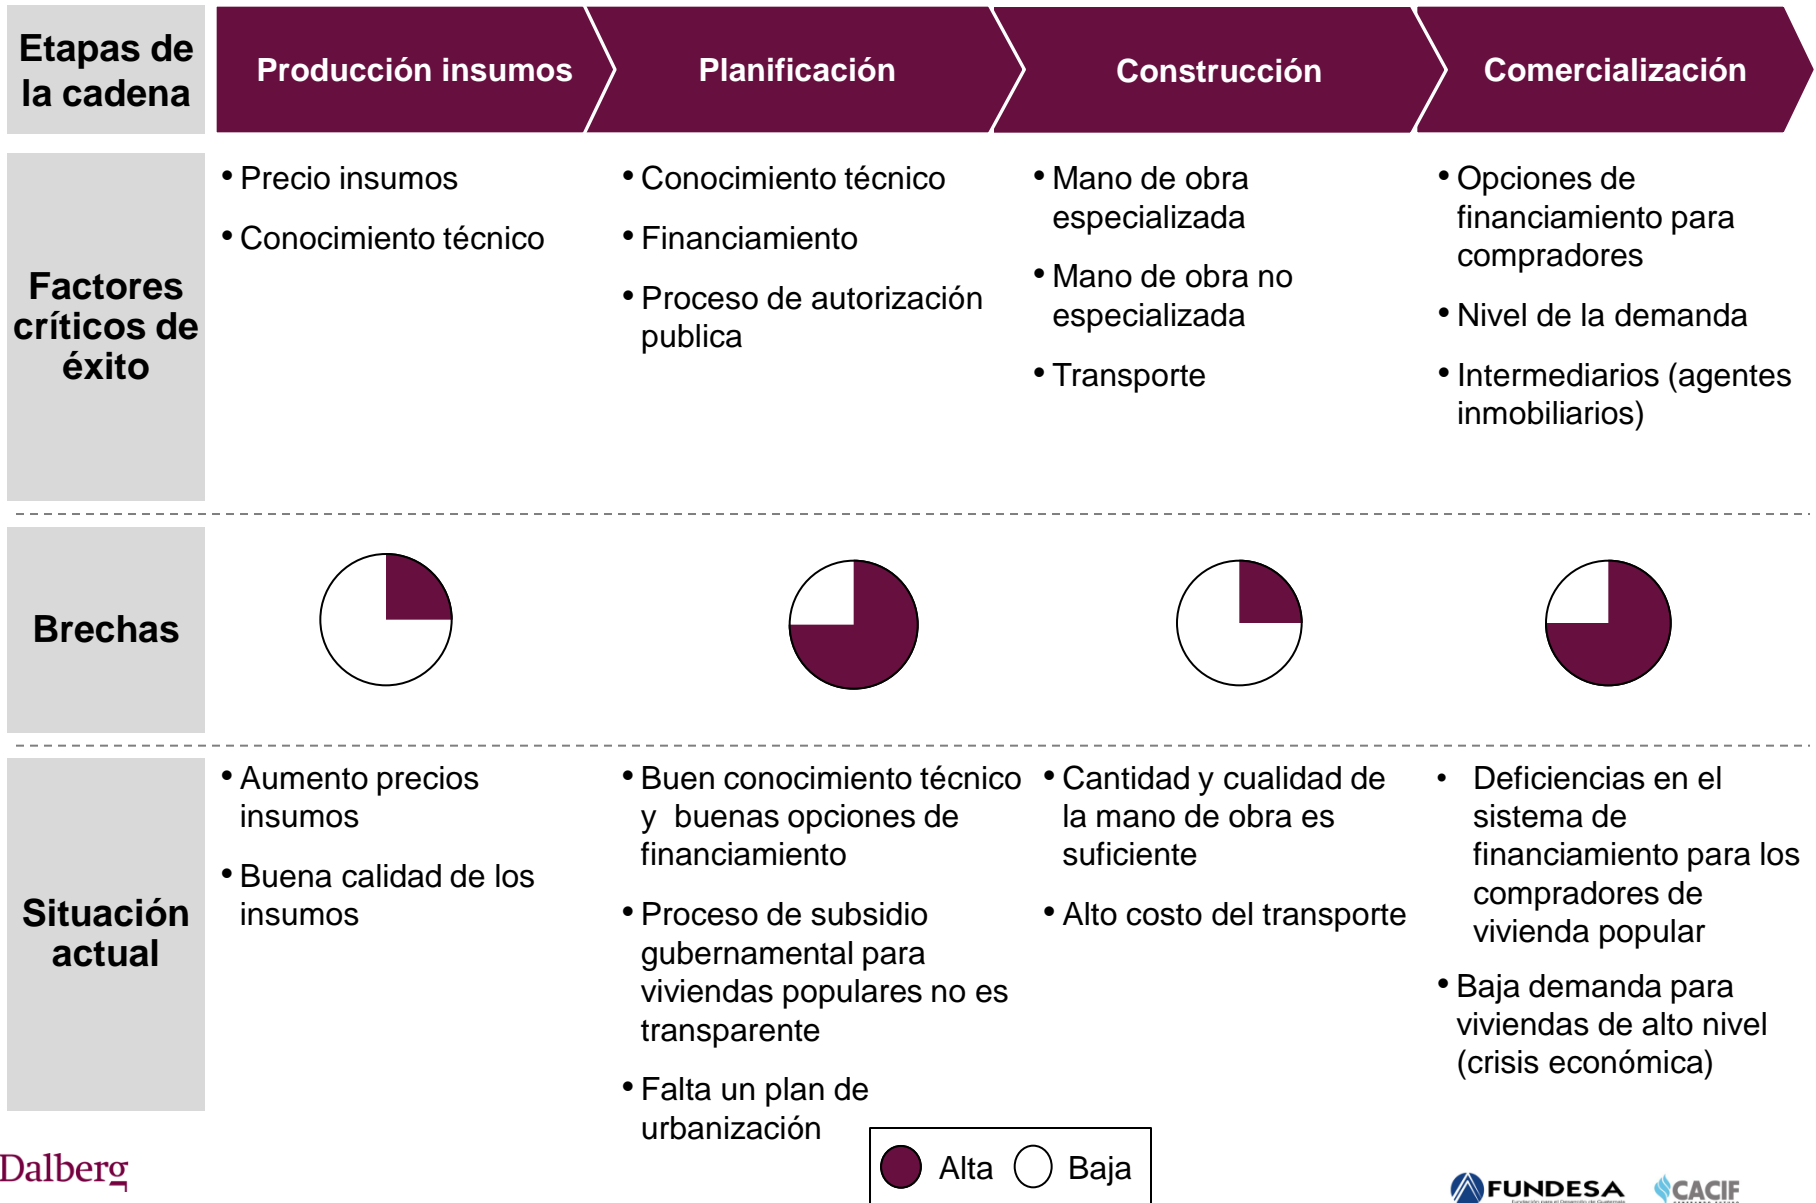 Etapas de
la cadena
Producción insumos
Planificación
Construcción
Comercialización
Factores
críticos de
éxito
• Precio insumos
• Conocimiento técnico
• Conocimiento técnico
• Financiamiento
• Proceso de autorización
publica
• Mano de obra
especializada
• Mano de obra no
especializada
• Transporte
• Opciones de
financiamiento para
compradores
• Nivel de la demanda
• Intermediarios (agentes
inmobiliarios)
Brechas
Situación
actual
• Aumento precios
insumos
• Buena calidad de los
insumos
• Buen conocimiento técnico
y buenas opciones de
financiamiento
• Proceso de subsidio
gubernamental para
viviendas populares no es
transparente
• Falta un plan de
urbanización
• Cantidad y cualidad de
la mano de obra es
suficiente
• Alto costo del transporte
• Deficiencias en el
sistema de
financiamiento para los
compradores de
vivienda popular
• Baja demanda para
viviendas de alto nivel
(crisis económica)
Alta
Baja
Dalberg
FUNDESA
Fundación para el Desarrollo de Guatemala
CACIF